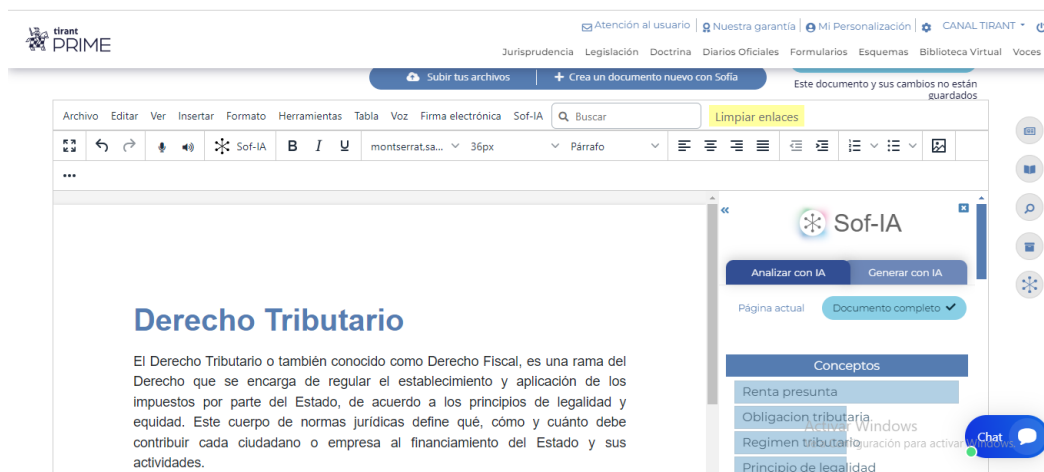 tirant
PRIME
Atención al usuario
Nuestra garantía
Mi Personalización
CANAL TIRANT
Jurisprudencia Legislación Doctrina Diarios Oficiales Formularios Esquemas Biblioteca Virtual Voces
Subir tus archivos
+ Crea un documento nuevo con Sofía
Este documento y sus cambios no están
guardados
Archivo Editar Ver Insertar Formato Herramientas Tabla Voz Firma electrónica Sof-IA
Buscar
Limpiar enlaces
Sof-IA B I U montserrat,sa... 36px Párrafo
Sof-IA
Analizar con IA
Generar con IA
Página actual
Documento completo
Derecho Tributario
El Derecho Tributario o también conocido como Derecho Fiscal, es una rama del
Derecho que se encarga de regular el establecimiento y aplicación de los
impuestos por parte del Estado, de acuerdo a los principios de legalidad y
equidad. Este cuerpo de normas jurídicas define qué, cómo y cuánto debe
contribuir cada ciudadano o empresa al financiamiento del Estado y sus
actividades.
Conceptos
Renta presunta
Obligacion tributaria
Regimen tributario
Principio de legalidad
Activar Windows
para activar Windows.
Chat